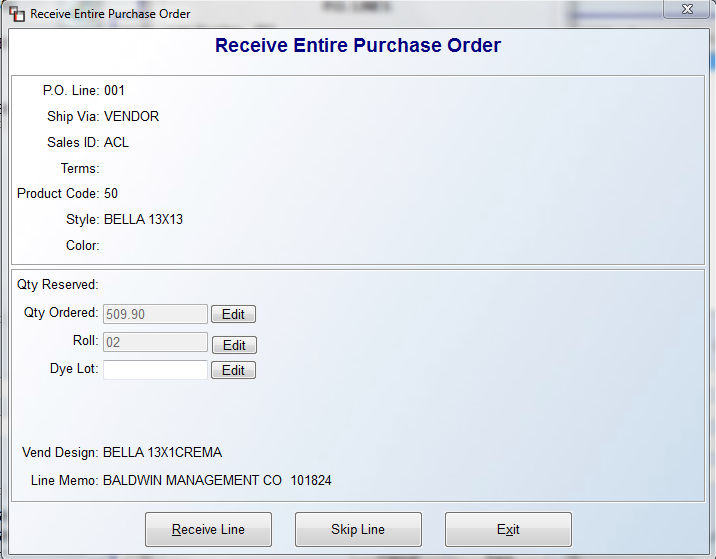 Receive Entire Purchase Order
Receive Entire Purchase Order
P.O. Line: 001
Ship Via: VENDOR
Sales ID: ACL
Terms:
Product Code: 50
Style: BELLA 13X13
Color:
Qty Reserved:
Qty Ordered: 509.90 Edit
Roll: 02 Edit
Dye Lot: Edit
Vend Design: BELLA 13X1CREMA
Line Memo: BALDWIN MANAGEMENT CO 101824
Receive Line Skip Line Exit